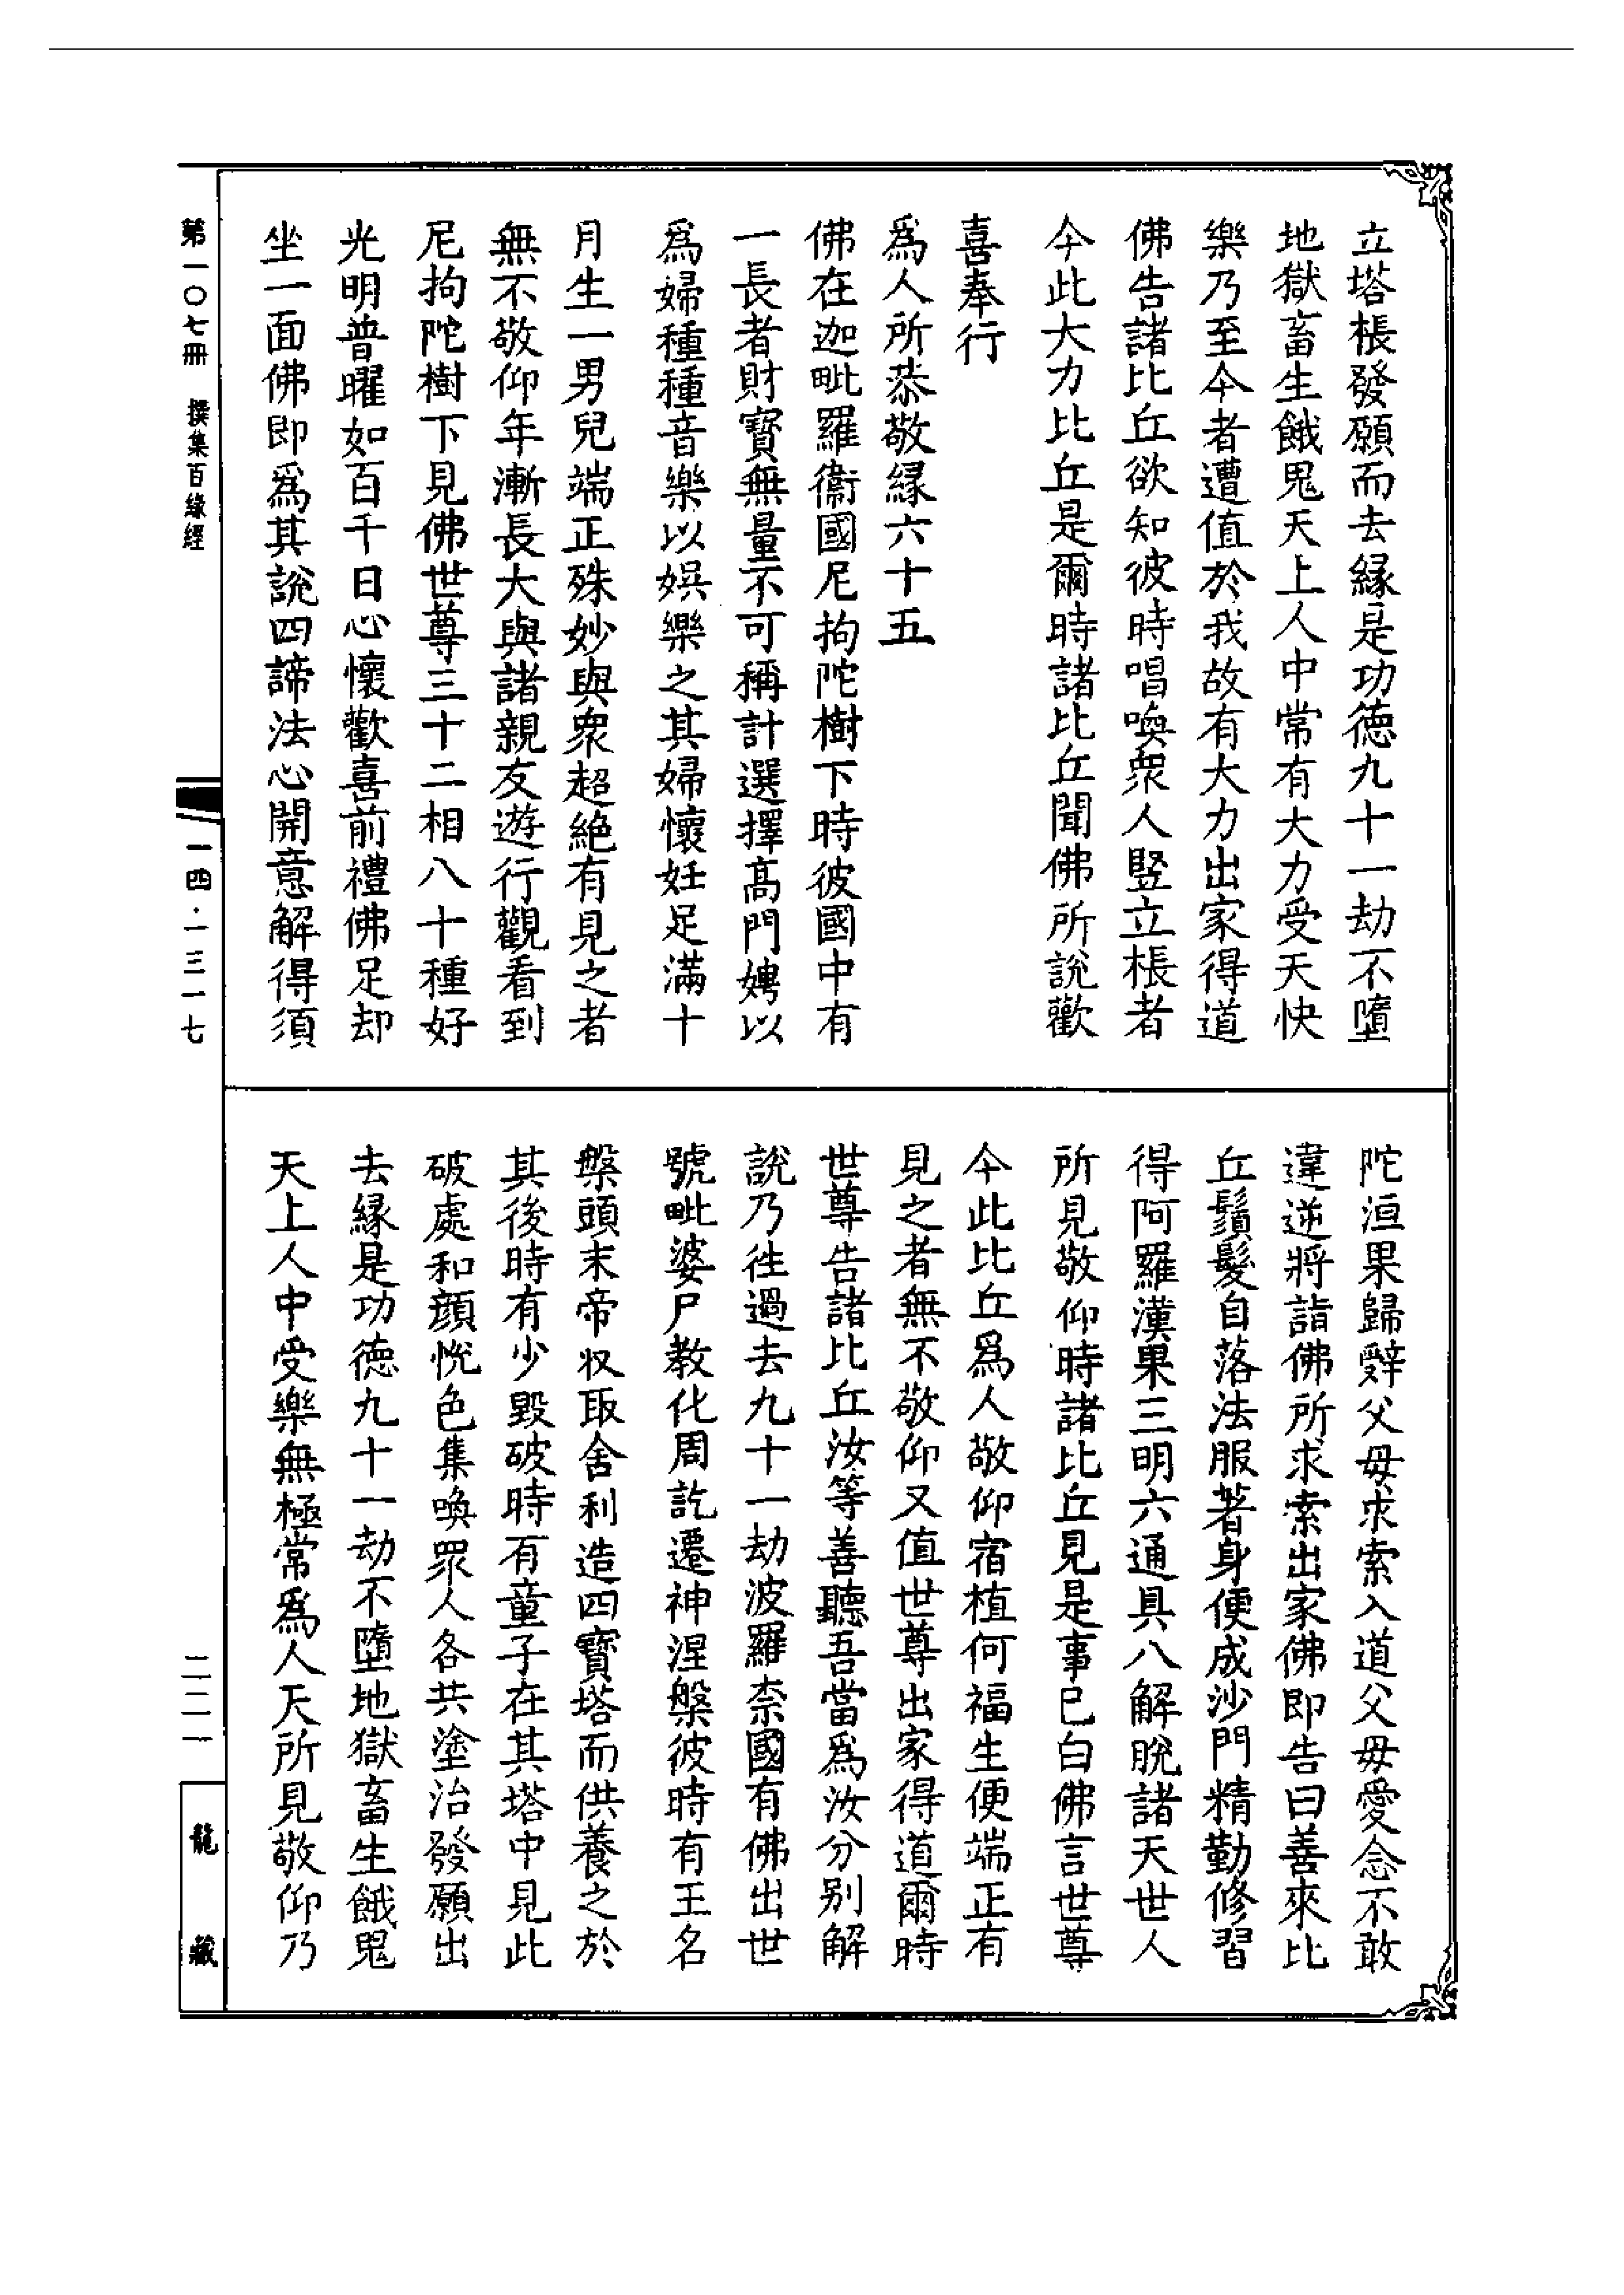 立塔棖發願而去緣是功德九十一劫不墮
地獄畜生餓鬼天上人中常有大力受天快
樂乃至今者遭值於我故有大力出家得道
佛告諸比丘欲知彼時唱喚衆人竪立棖者
今此大力比丘是爾時諸比丘聞佛所說歡
喜奉行
爲人所恭敬緣六十五
佛在迦毗羅衞國尼拘陀樹下時彼國中有
一長者財寶無量不可稱計選擇高門娉以
爲婦種種音樂以娛樂之其婦懷妊足滿十
月生一男兒端正殊妙與衆超絕有見之者
無不敬仰年漸長大與諸親友遊行觀看到
尼拘陀樹下見佛世尊三十二相八十種好
光明普曜如百千日心懷歡喜前禮佛足却
坐一面佛即爲其說四諦法心開意解得須
陀洹果歸辭父母求索入道父母愛念不敢
違逆將詣佛所求索出家佛即告曰善來比
丘鬚髮自落法服著身便成沙門精勤修習
得阿羅漢果三明六通具八解脫諸天世人
所見敬仰時諸比丘見是事已白佛言世尊
今此比丘爲人敬仰宿植何福生便端正有
見之者無不敬仰又值世尊出家得道爾時
世尊告諸比丘汝等善聽吾當爲汝分別解
說乃往過去九十一劫波羅柰國有佛出世
號毗婆尸教化周訖遷神涅槃彼時有王名
槃頭末帝收取舍利造四寶塔而供養之於
其後時有少毀破時有童子在其塔中見此
破處和顏悅色集喚眾人各共塗治發願出
去緣是功德九十一劫不墮地獄畜生餓鬼
天上人中受樂無極常爲人天所見敬仰乃
第一〇七冊　撰集百緣經
一四·一三一七
二二一
龍藏